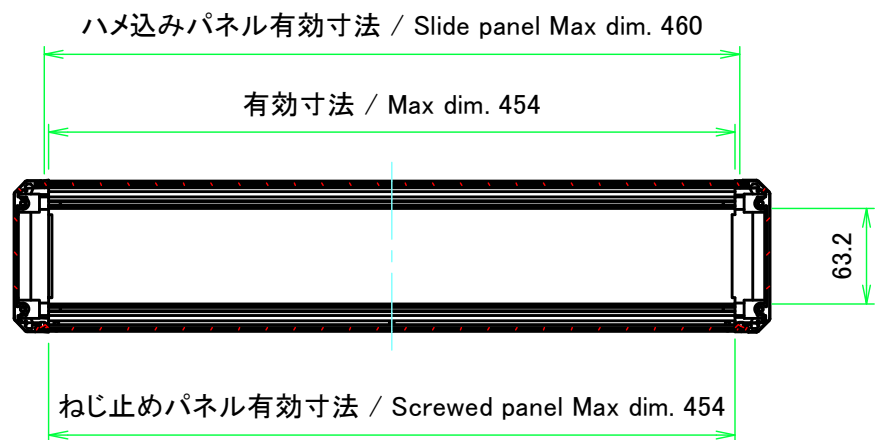 ハメ込みパネル有効寸法 / Slide panel Max dim. 460
有効寸法 / Max dim. 454
63.2
ねじ止めパネル有効寸法 / Screwed panel Max dim. 454